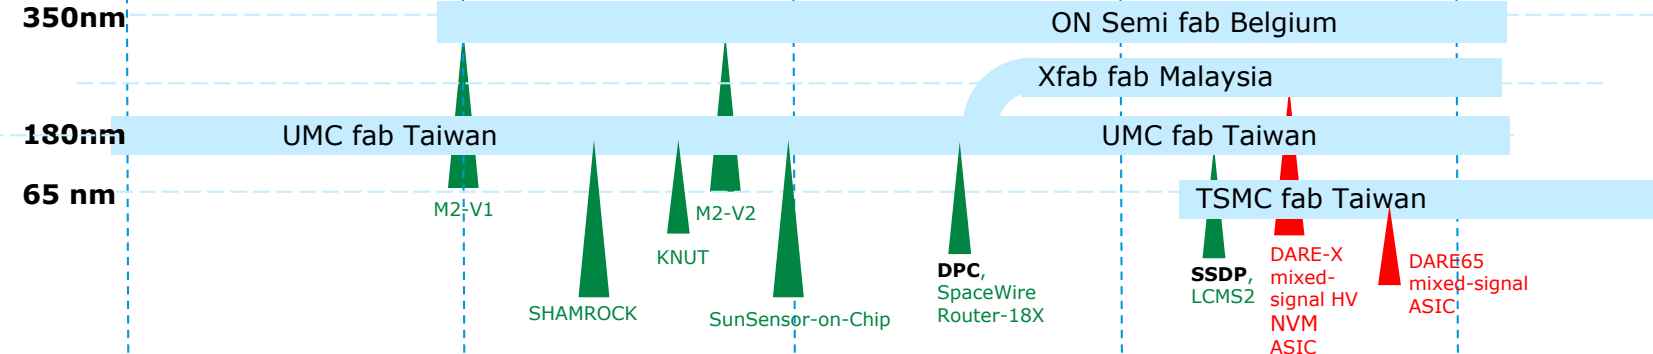 350nm
ON Semi fab Belgium
Xfab fab Malaysia
180nm
UMC fab Taiwan
UMC fab Taiwan
65 nm
TSMC fab Taiwan
M2-V1
M2-V2
KNUT
SHAMROCK
SunSensor-on-Chip
DPC,
SpaceWire
Router-18X
SSDP,
LCMS2
DARE-X
mixed-
signal HV
NVM
ASIC
DARE65
mixed-signal
ASIC